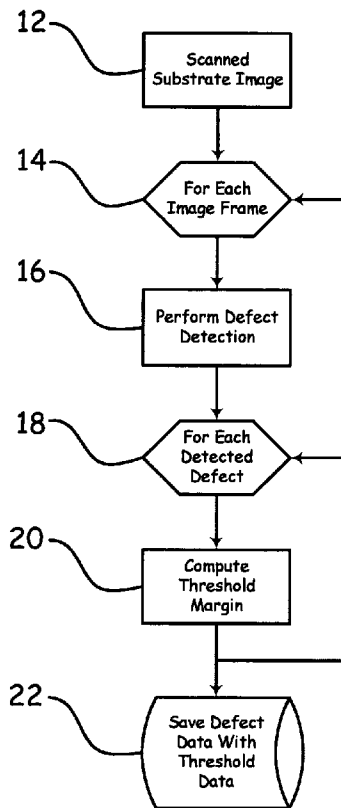 12
Scanned
Substrate Image
14
For Each
Image Frame
16
Perform Defect
Detection
18
For Each
Detected
Defect
20
Compute
Threshold
Margin
22
Save Defect
Data With
Threshold
Data